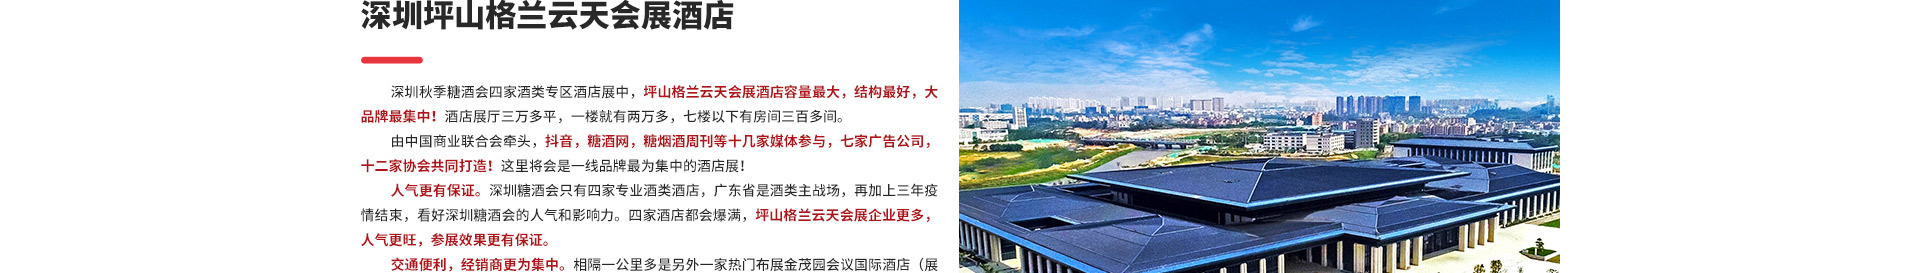 深圳坪山格兰云天会展酒店
深圳秋季糖酒会四家酒类专区酒店展中，坪山格兰云天会展酒店容量最大，结构最好，大
品牌最集中！酒店展厅三万多平，一楼就有两万多，七楼以下有房间三百多间。
由中国商业联合会牵头，抖音，糖酒网，糖烟酒周刊等十几家媒体参与，七家广告公司，
十二家协会共同打造！这里将会是一线品牌最为集中的酒店展！
人气更有保证。深圳糖酒会只有四家专业酒类酒店，广东省是酒类主战场，再加上三年疫
情结束，看好深圳糖酒会的人气和影响力。四家酒店都会爆满，坪山格兰云天会展企业更多，
人气更旺，参展效果更有保证。
交通便利，经销商更为集中。相隔一公里多是另外一家热门布展金茂园会议国际酒店（展